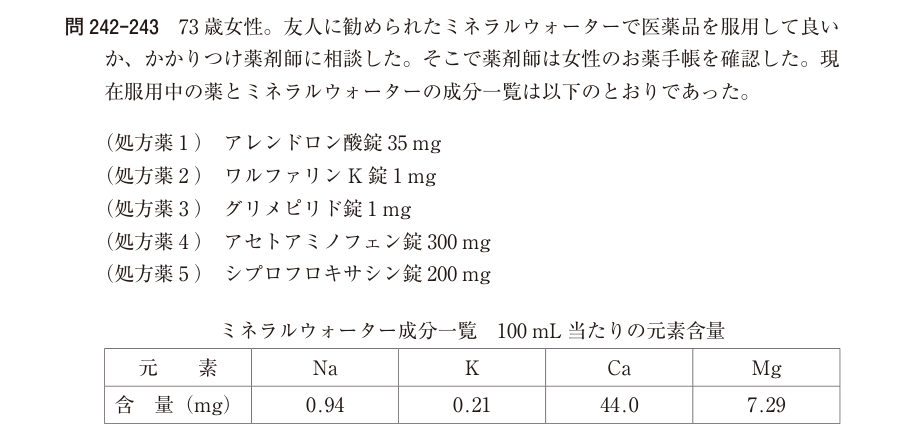 問 242-243　73 歳女性。友人に勧められたミネラルウォーターで医薬品を服用して良い
か、かかりつけ薬剤師に相談した。そこで薬剤師は女性のお薬手帳を確認した。現
在服用中の薬とミネラルウォーターの成分一覧は以下のとおりであった。
（処方薬 1 ）　アレンドロン酸錠 35 mg
（処方薬 2 ）　ワルファリン K 錠 1 mg
（処方薬 3 ）　グリメピリド錠 1 mg
（処方薬 4 ）　アセトアミノフェン錠 300 mg
（処方薬 5 ）　シプロフロキサシン錠 200 mg
ミネラルウォーター成分一覧　100 mL 当たりの元素含量
元　素　Na　K　Ca　Mg
含　量（mg）　0.94　0.21　44.0　7.29